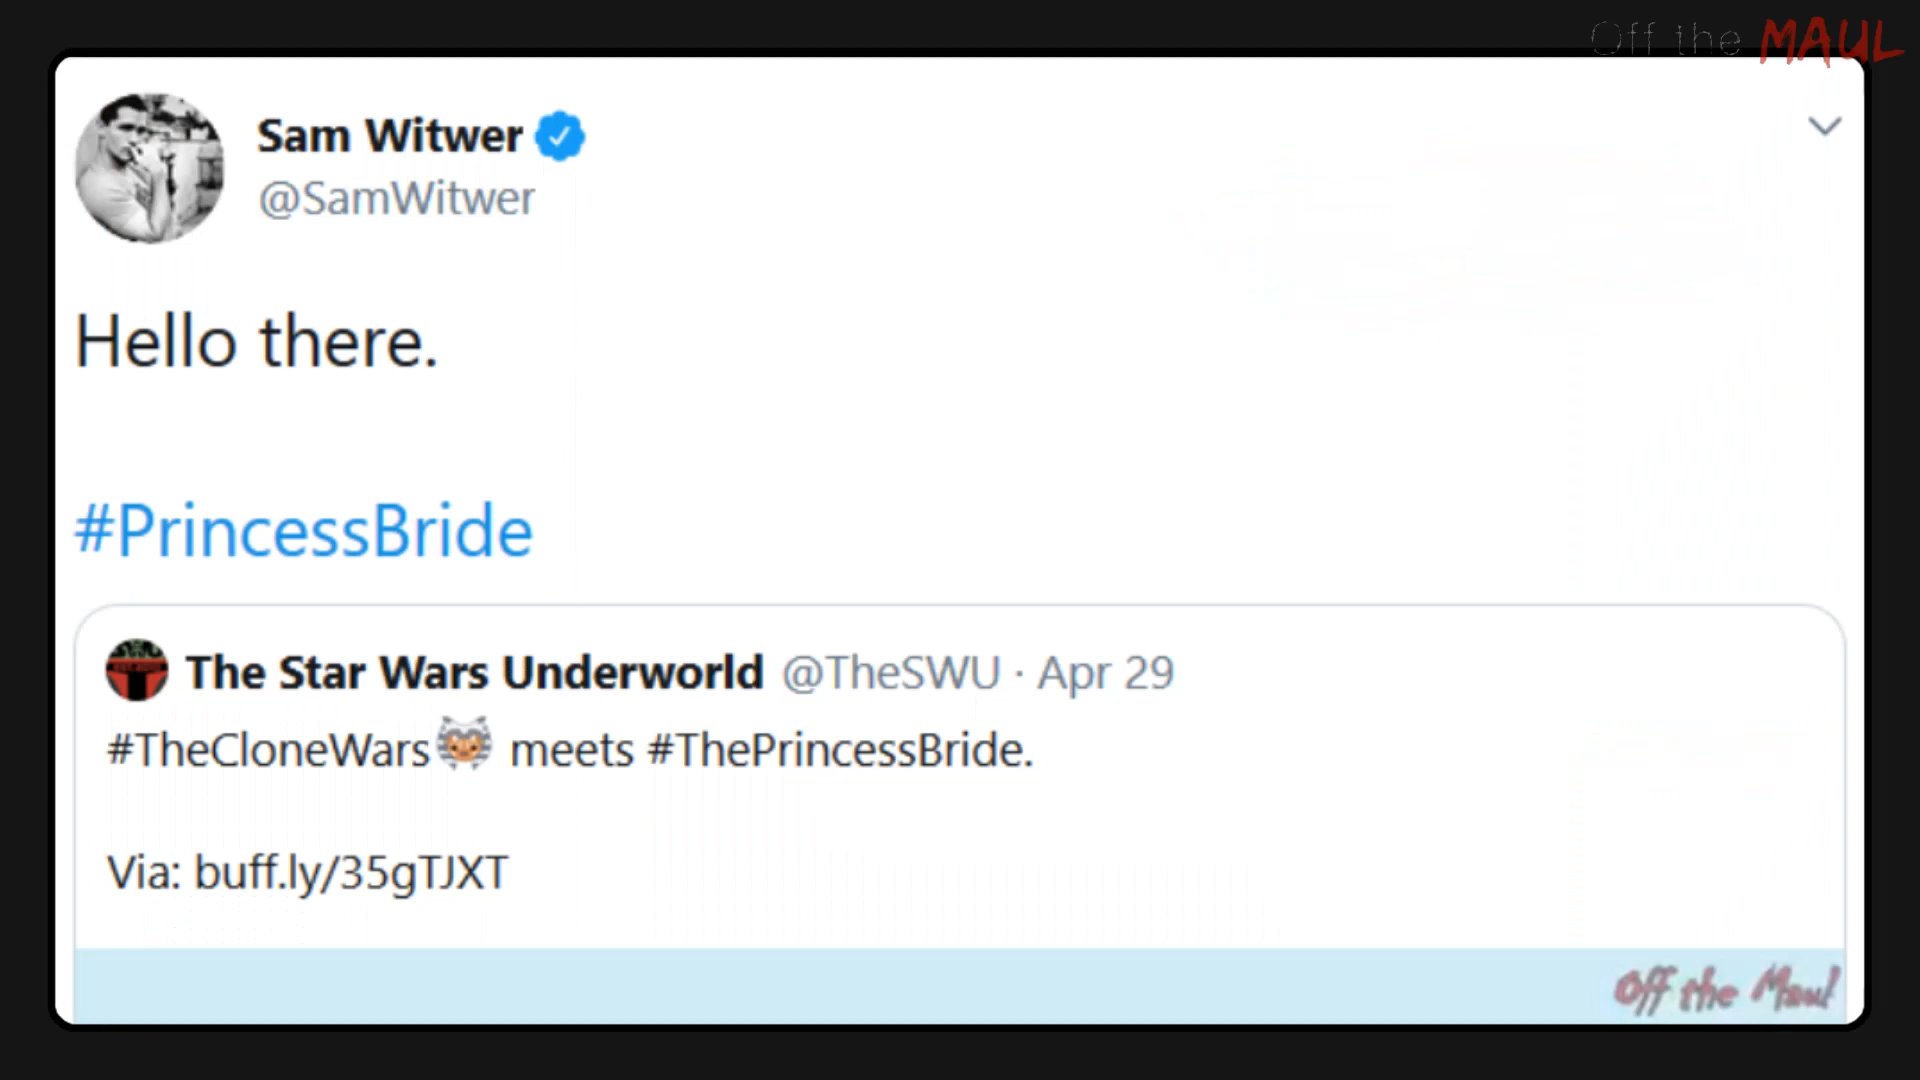 Off the MAUL
Sam Witwer
@SamWitwer
Hello there.
#PrincessBride
The Star Wars Underworld @TheSWU · Apr 29
#TheCloneWars meets #ThePrincessBride.
Via: buff.ly/35gTJXT
Off the Maul